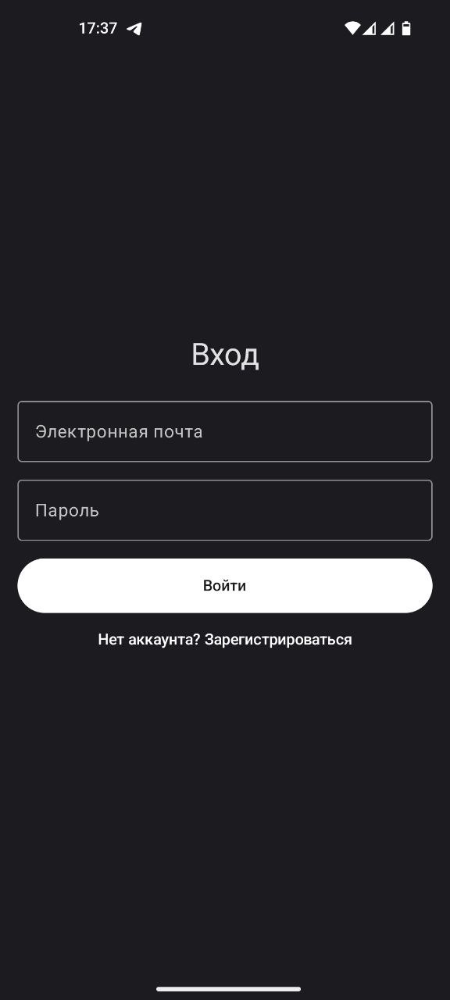 17:37
Вход
Электронная почта
Пароль
Войти
Нет аккаунта? Зарегистрироваться